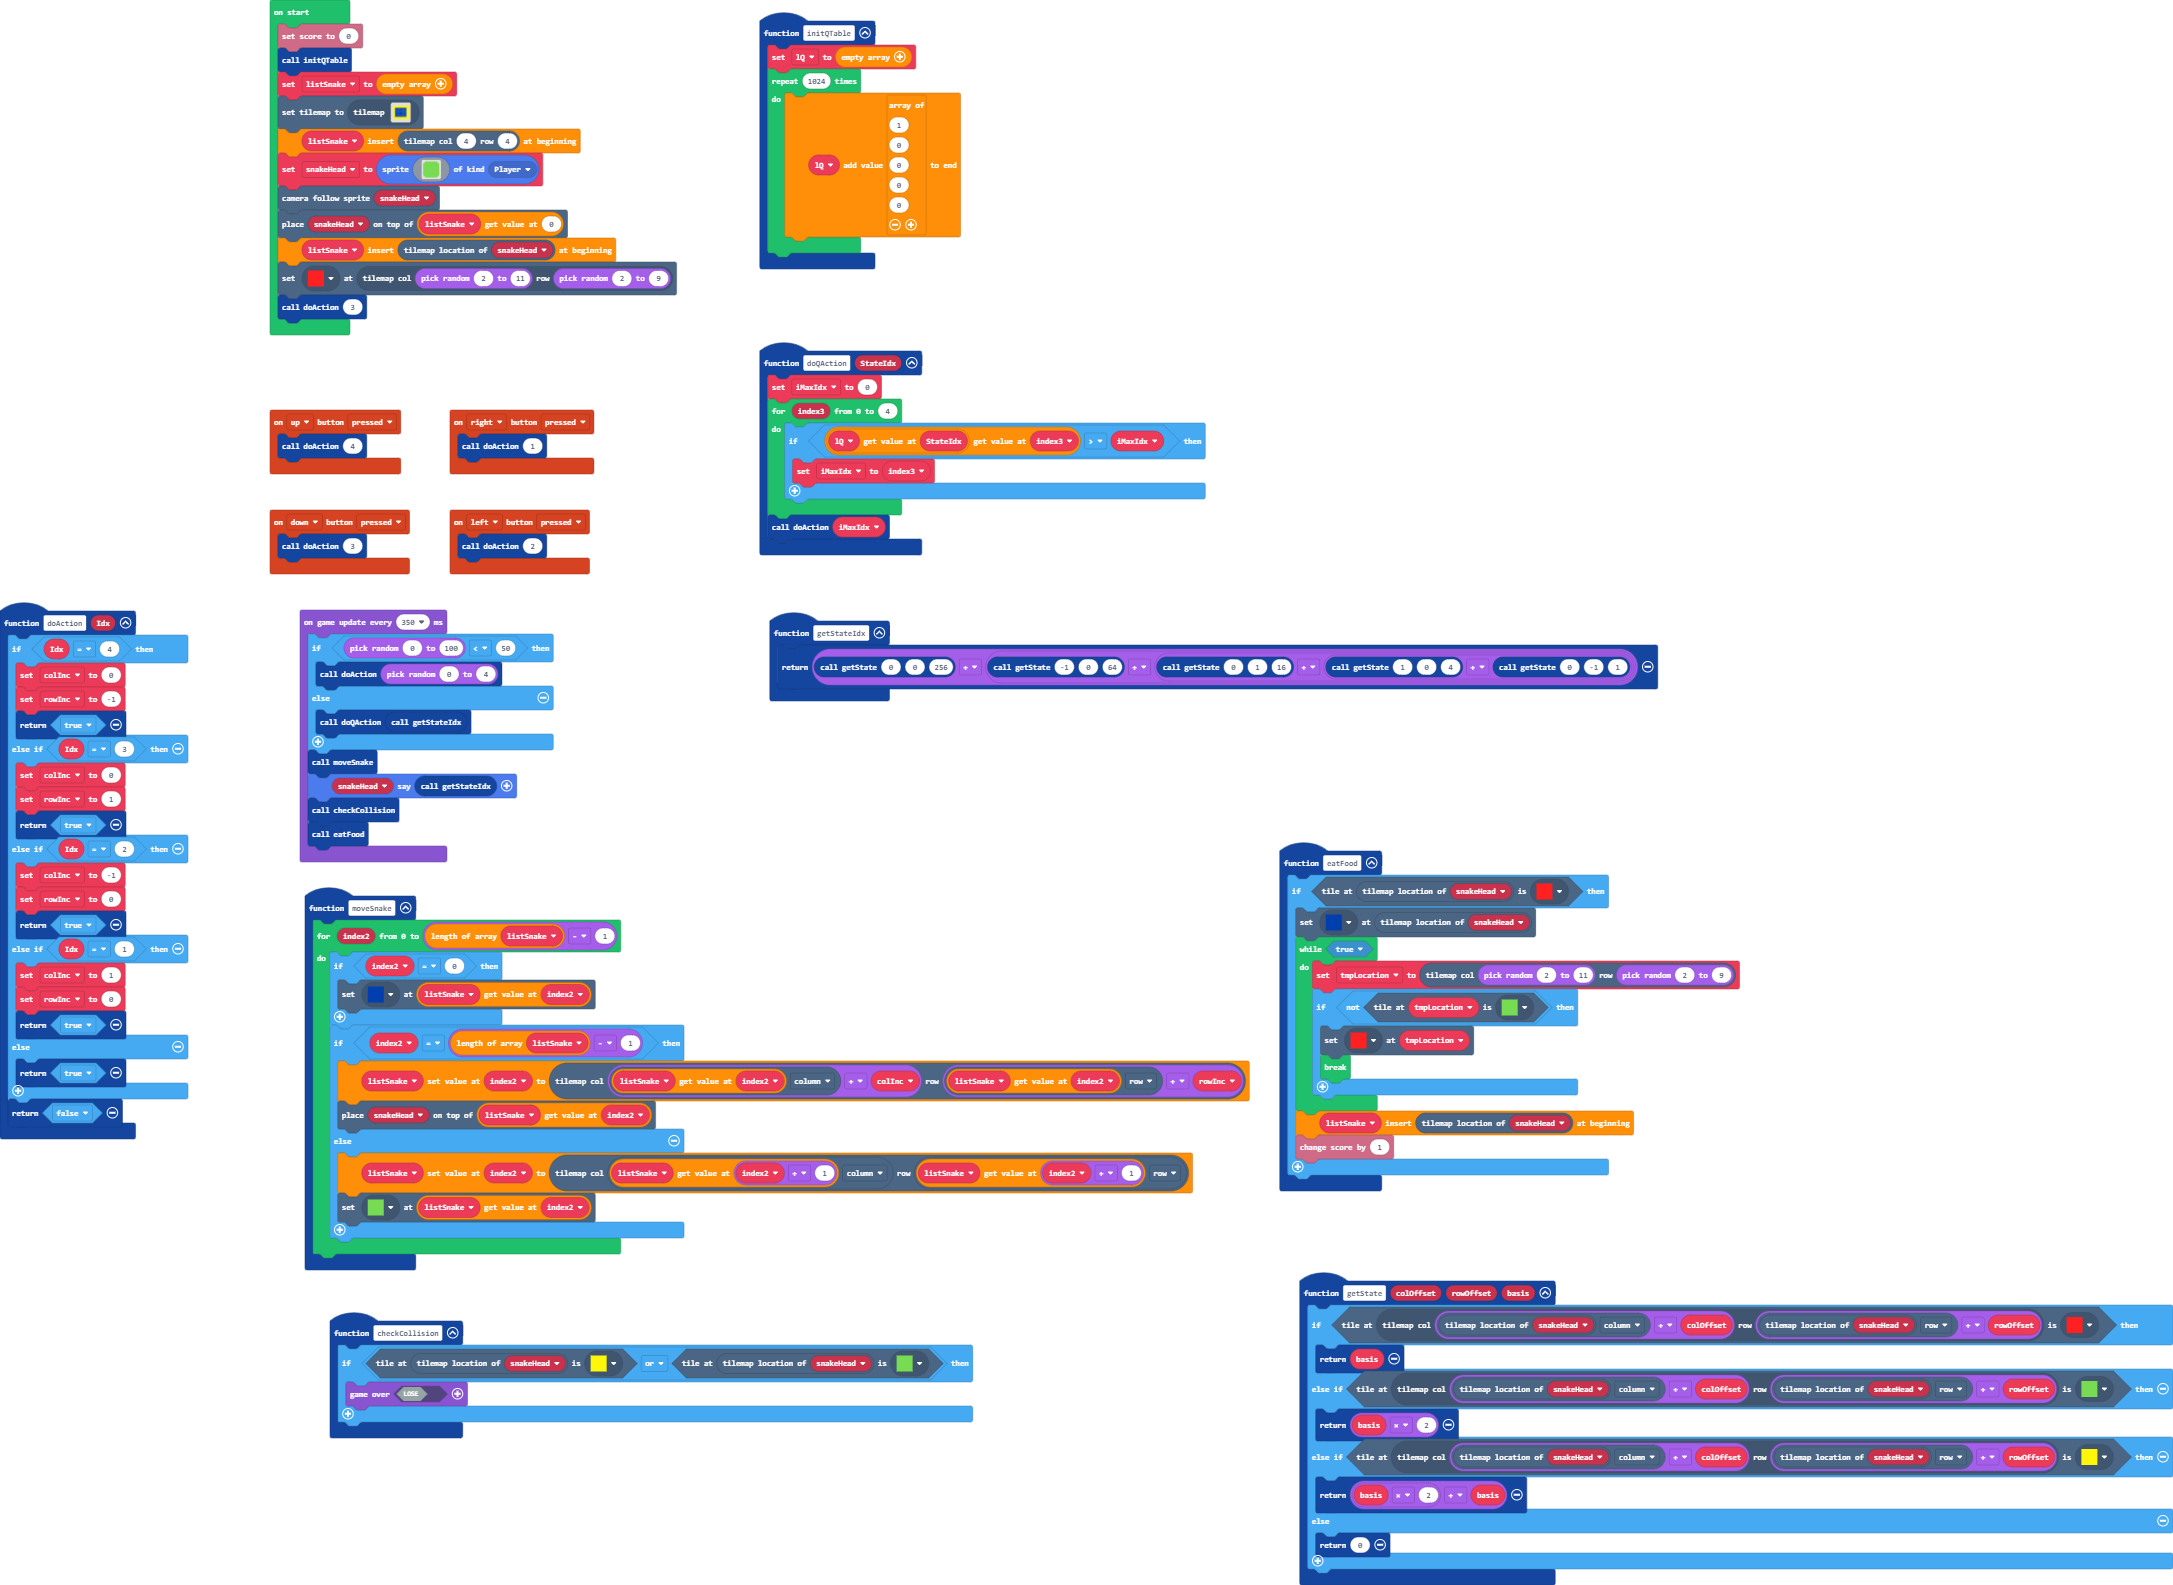 on start
set score to 0
call initQTable
set listSnake to empty array
set tilemap to tilemap
listSnake insert tilemap col 4 row 4 at beginning
set snakeHead to sprite of kind Player
camera follow sprite snakeHead
place snakeHead on top of listSnake get value at 0
listSnake insert tilemap location of snakeHead at beginning
set at tilemap col pick random 2 to 11 row pick random 2 to 9
call doAction 3
function initQTable
set lQ to empty array
repeat 1024 times
do
array of
1
0
lQ add value 0 to end
0
0
function doQAction StateIdx
set iMaxIdx to 0
for index3 from 0 to 4
do
if lQ get value at StateIdx get value at index3 > iMaxIdx then
set iMaxIdx to index3
call doAction iMaxIdx
on up button pressed
call doAction 4
on right button pressed
call doAction 1
on down button pressed
call doAction 3
on left button pressed
call doAction 2
function doAction Idx
if Idx = 4 then
set colInc to 0
set rowInc to -1
return true
else if Idx = 3 then
set colInc to 0
set rowInc to 1
return true
else if Idx = 2 then
set colInc to -1
set rowInc to 0
return true
else if Idx = 1 then
set colInc to 1
set rowInc to 0
return true
else
return true
return false
on game update every 350 ms
if pick random 0 to 100 < 50 then
call doAction pick random 0 to 4
else
call doQAction call getStateIdx
call moveSnake
snakeHead say call getStateIdx
call checkCollision
call eatFood
function getStateIdx
return call getState 0 0 256 + call getState -1 0 64 + call getState 0 1 16 + call getState 1 0 4 + call getState 0 -1 1
function moveSnake
for index2 from 0 to length of array listSnake - 1
do
if index2 = 0 then
set at listSnake get value at index2
if index2 = length of array listSnake - 1 then
listSnake set value at index2 to tilemap col listSnake get value at index2 column + colInc row listSnake get value at index2 row + rowInc
place snakeHead on top of listSnake get value at index2
else
listSnake set value at index2 to tilemap col listSnake get value at index2 + 1 column row listSnake get value at index2 + 1 row
set at listSnake get value at index2
function checkCollision
if tile at tilemap location of snakeHead is or tile at tilemap location of snakeHead is then
game over LOSE
function eatFood
if tile at tilemap location of snakeHead is then
set at tilemap location of snakeHead
while true
do
set tmpLocation to tilemap col pick random 2 to 11 row pick random 2 to 9
if not tile at tmpLocation is then
set at tmpLocation
break
listSnake insert tilemap location of snakeHead at beginning
change score by 1
function getState colOffset rowOffset basis
if tile at tilemap col tilemap location of snakeHead column + colOffset row tilemap location of snakeHead row + rowOffset is then
return basis
else if tile at tilemap col tilemap location of snakeHead column + colOffset row tilemap location of snakeHead row + rowOffset is then
return basis × 2
else if tile at tilemap col tilemap location of snakeHead column + colOffset row tilemap location of snakeHead row + rowOffset is then
return basis × 2 + basis
else
return 0